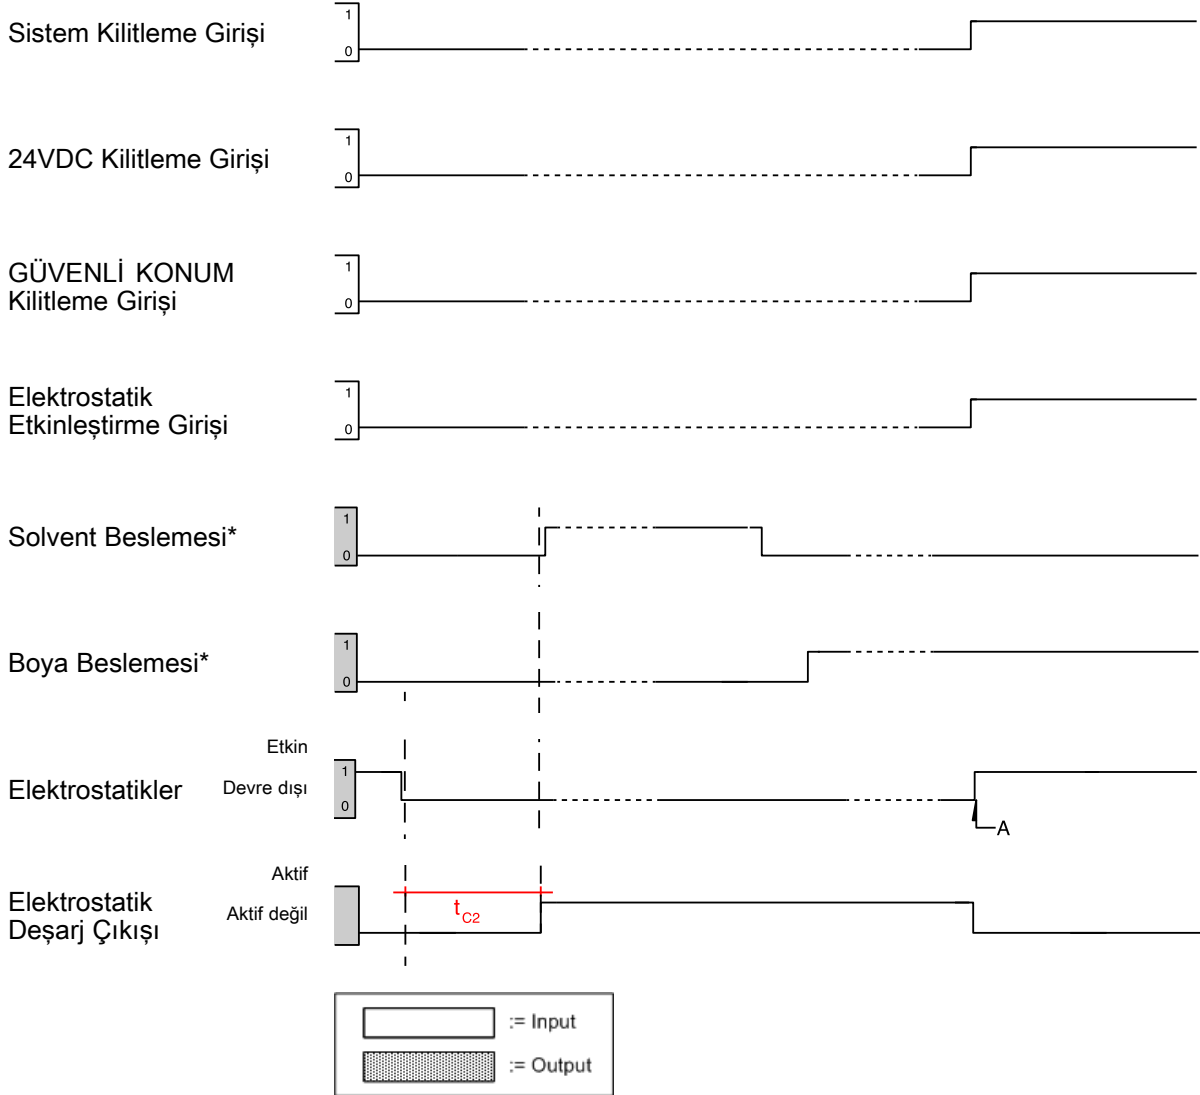 Sistem Kilitleme Girişi
1
0
24VDC Kilitleme Girişi
1
0
GÜVENLİ KONUM
Kilitleme Girişi
1
0
Elektrostatik
Etkinleştirme Girişi
1
0
Solvent Beslemesi*
1
0
Boya Beslemesi*
1
0
Elektrostatikler
Etkin
Devre dışı
1
0
A
Elektrostatik
Deşarj Çıkışı
Aktif
Aktif değil
tC2
:= Input
:= Output